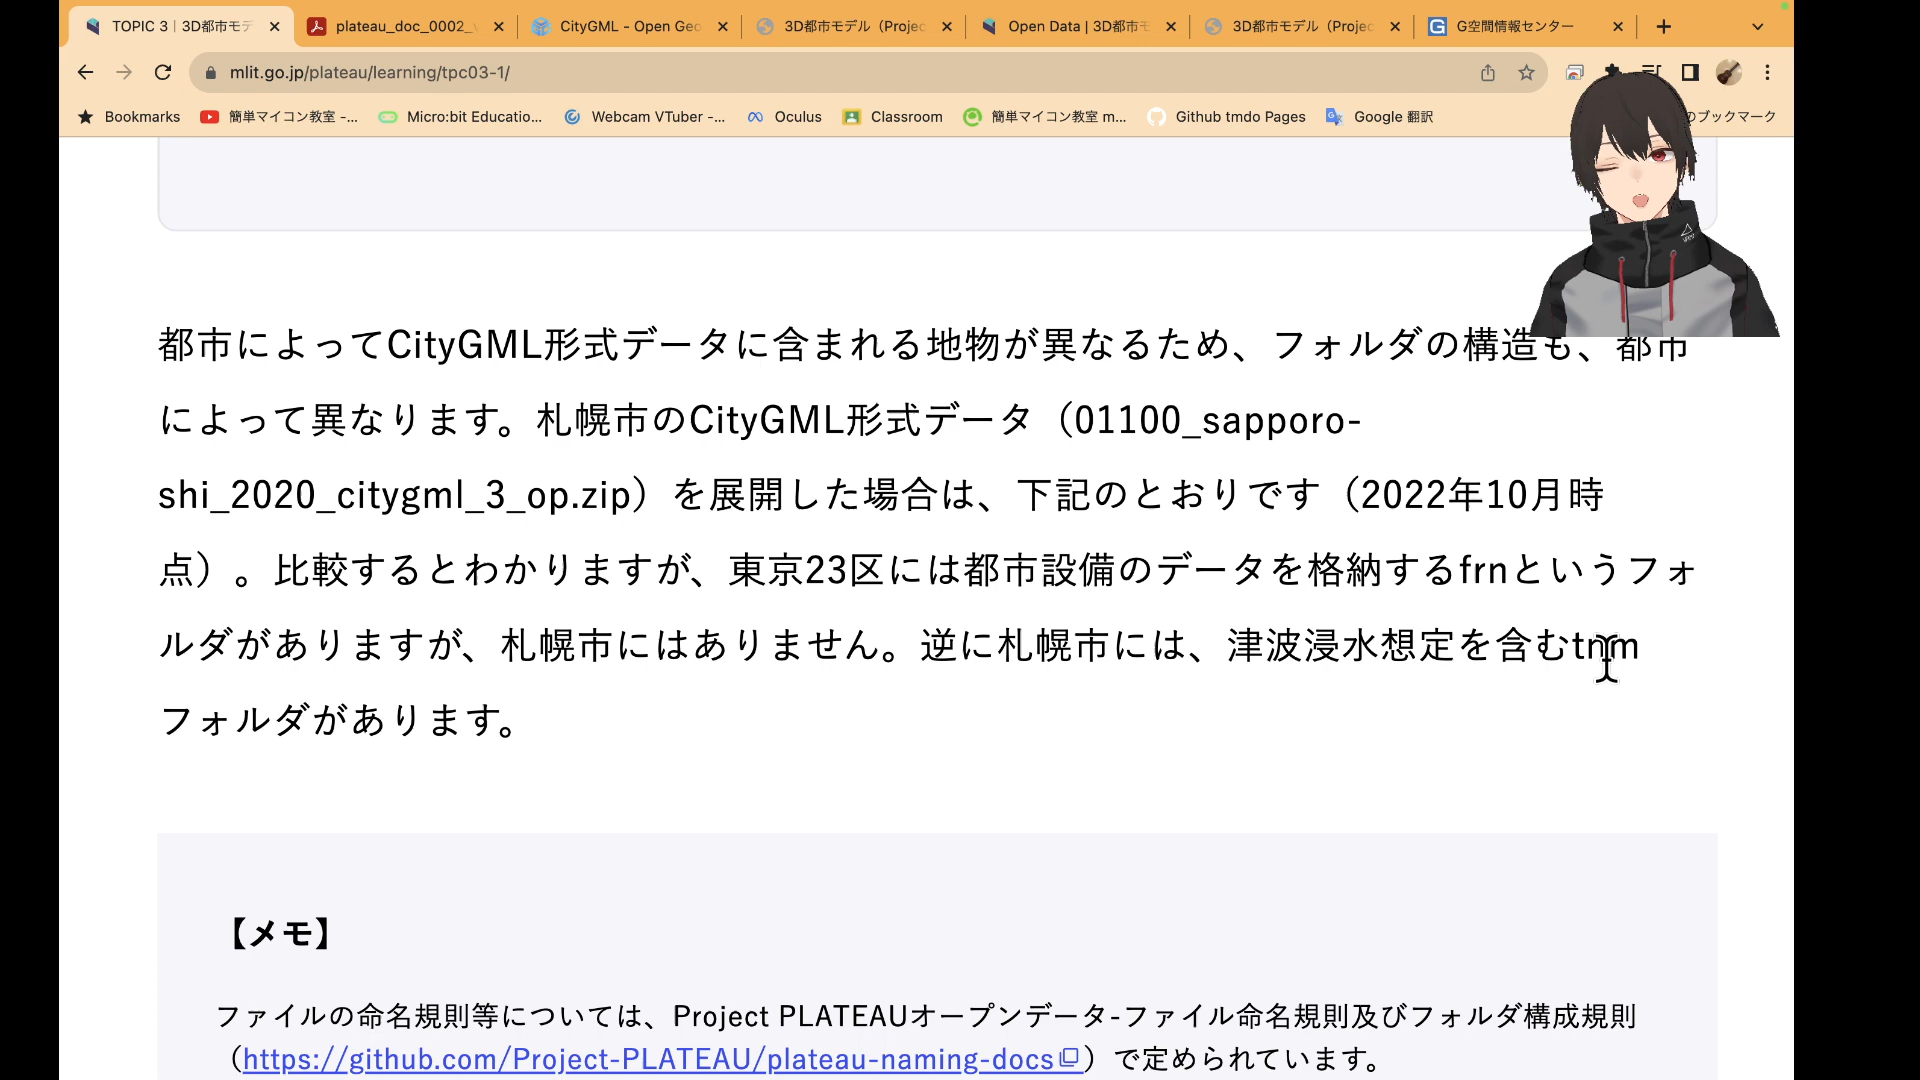 TOPIC 3 | 3D都市モデ
plateau_doc_0002_
CityGML - Open Geo
3D都市モデル（Projec
Open Data | 3D都市モ
3D都市モデル（Projec
G空間情報センター
mlit.go.jp/plateau/learning/tpc03-1/
Bookmarks
簡単マイコン教室 -...
Micro:bit Educatio...
Webcam VTuber -...
Oculus
Classroom
簡単マイコン教室 m...
Github tmdo Pages
Google 翻訳
のブックマーク
都市によってCityGML形式データに含まれる地物が異なるため、フォルダの構造も、都市
によって異なります。札幌市のCityGML形式データ（01100_sapporo-
shi_2020_citygml_3_op.zip）を展開した場合は、下記のとおりです（2022年10月時
点）。比較するとわかりますが、東京23区には都市設備のデータを格納するfrnというフォ
ルダがありますが、札幌市にはありません。逆に札幌市には、津波浸水想定を含むtnm
フォルダがあります。
【メモ】
ファイルの命名規則等については、Project PLATEAUオープンデータ-ファイル命名規則及びフォルダ構成規則
（https://github.com/Project-PLATEAU/plateau-naming-docs）で定められています。